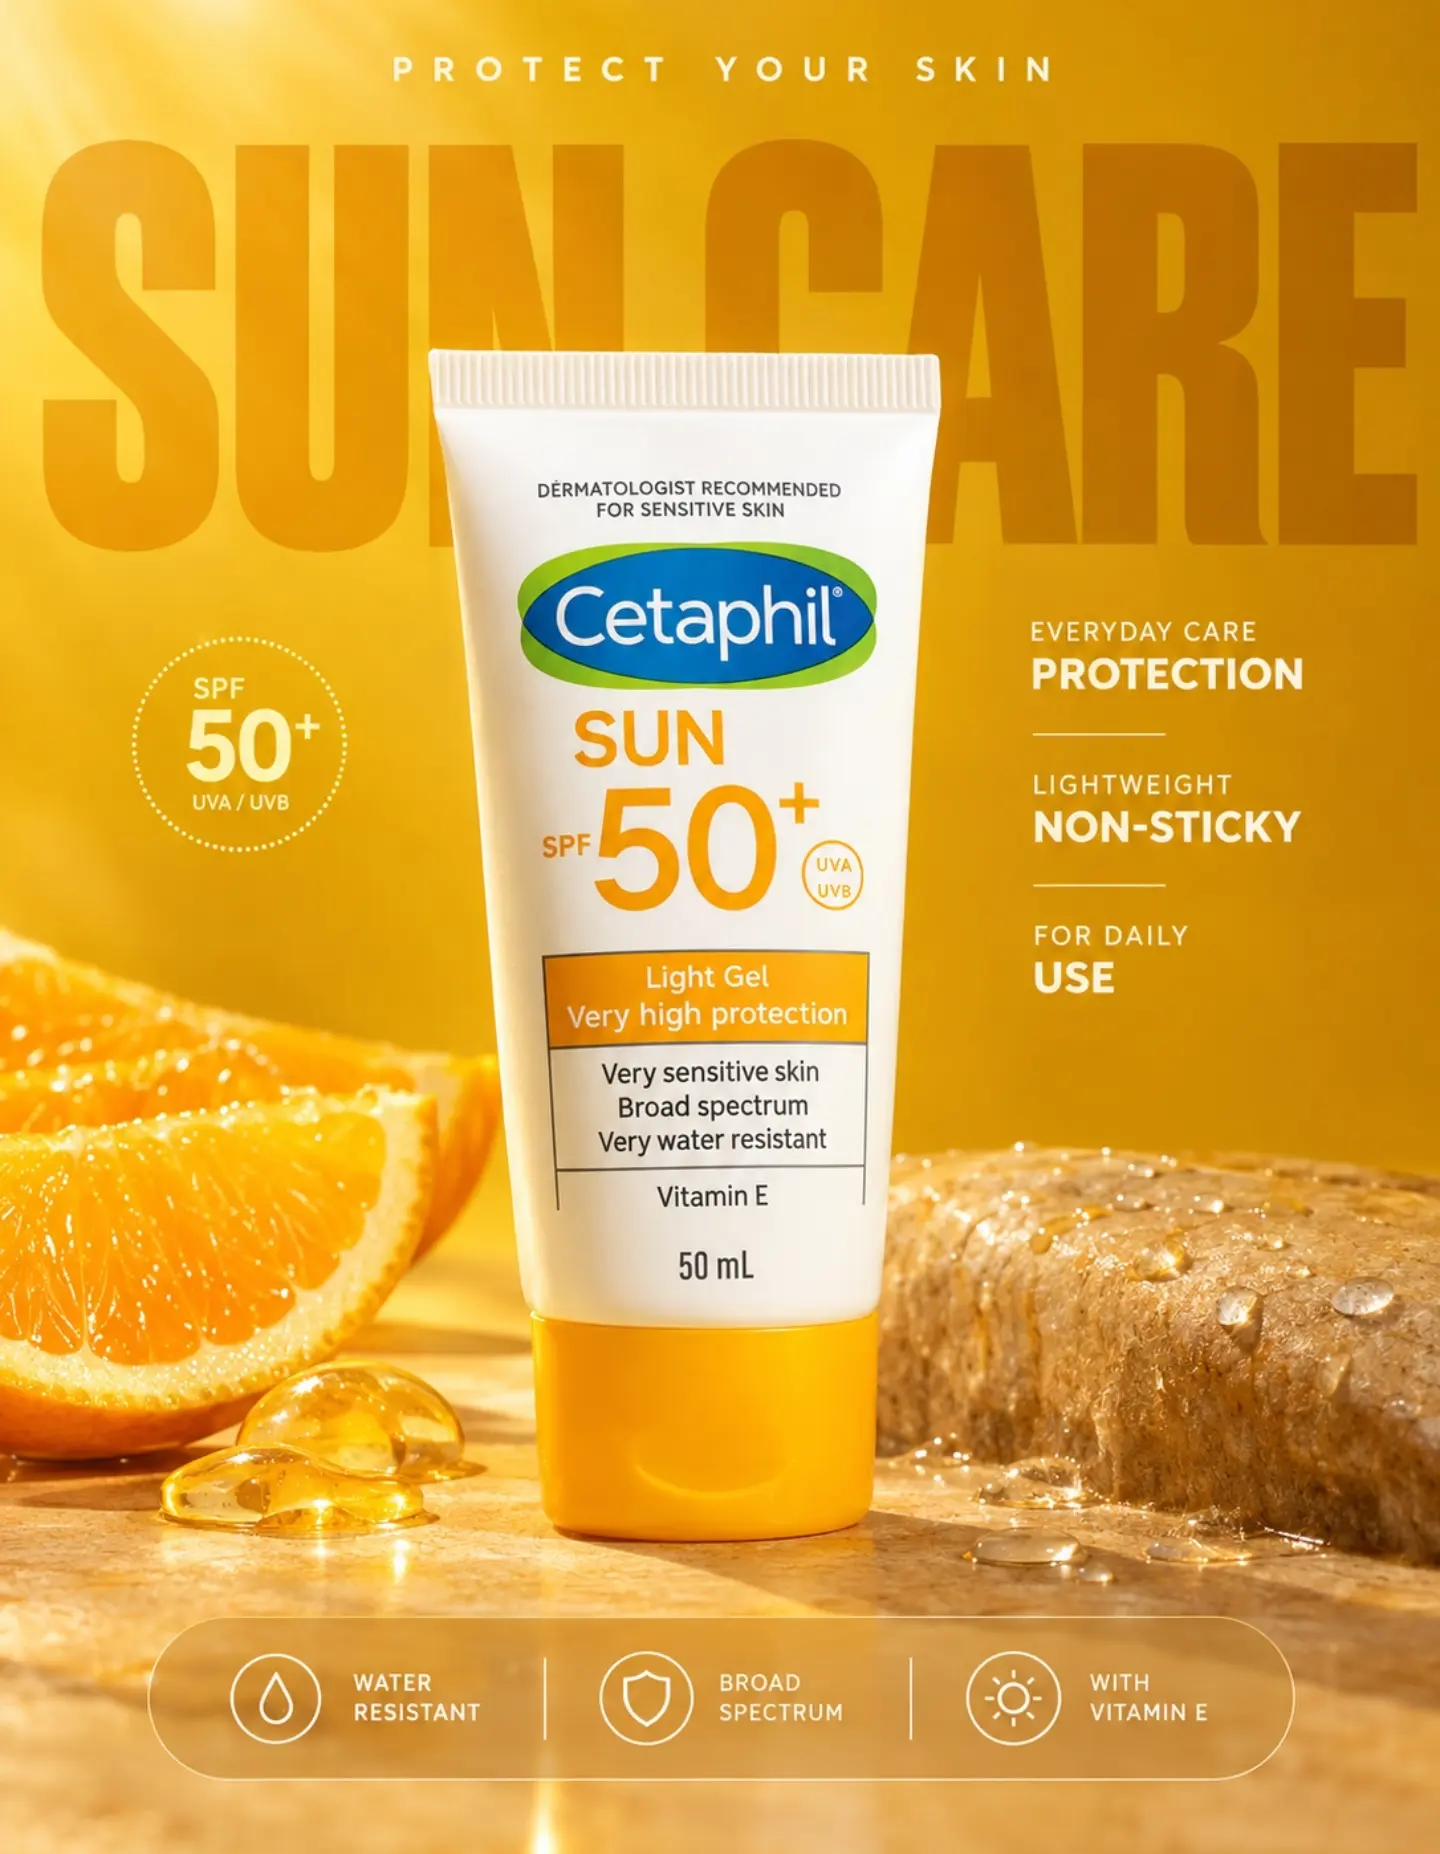 PROTECT YOUR SKIN
SUN CARE
DERMATOLOGIST RECOMMENDED
FOR SENSITIVE SKIN
Cetaphil®
SUN
SPF 50+
UVA
UVB
Light Gel
Very high protection
Very sensitive skin
Broad spectrum
Very water resistant
Vitamin E
50 mL
SPF
50+
UVA / UVB
EVERYDAY CARE
PROTECTION
LIGHTWEIGHT
NON-STICKY
FOR DAILY
USE
WATER
RESISTANT
BROAD
SPECTRUM
WITH
VITAMIN E